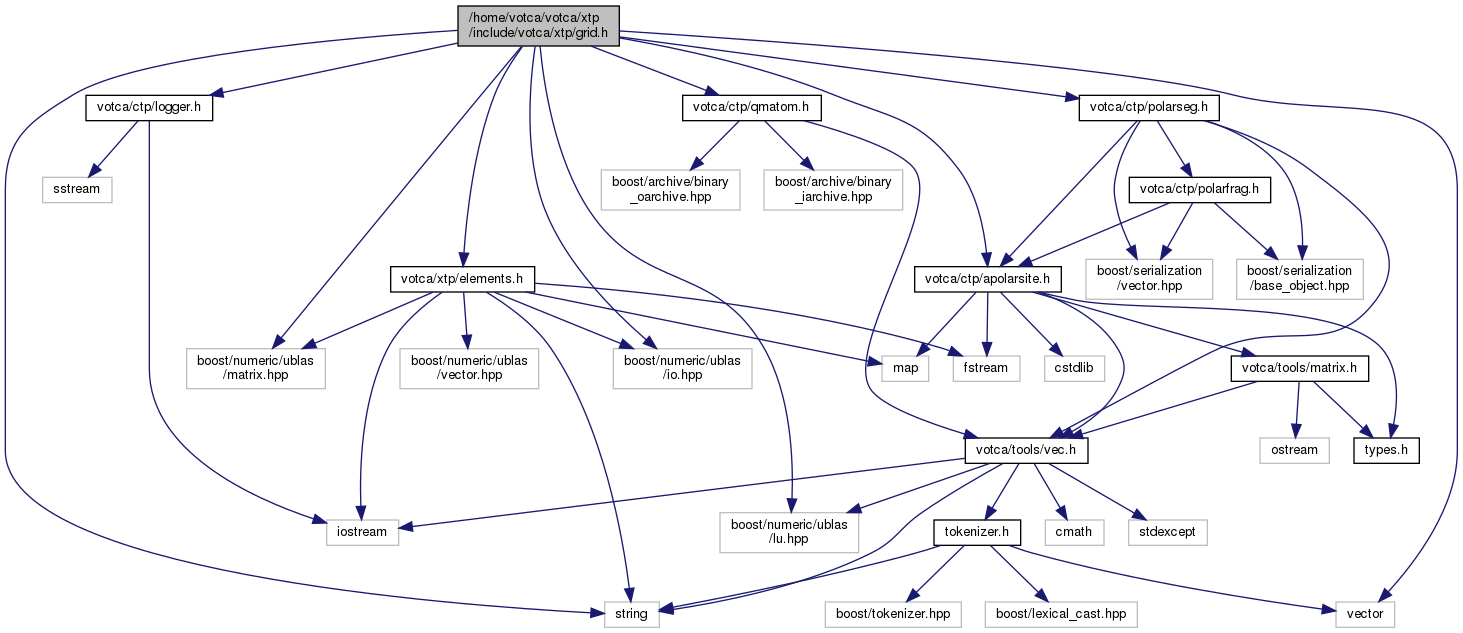 /home/votca/votca/xtp
/include/votca/xtp/grid.h
votca/ctp/logger.h
votca/ctp/qmatom.h
votca/ctp/polarseg.h
sstream
boost/archive/binary
_oarchive.hpp
boost/archive/binary
_iarchive.hpp
votca/ctp/polarfrag.h
votca/xtp/elements.h
votca/ctp/apolarsite.h
boost/serialization
/vector.hpp
boost/serialization
/base_object.hpp
boost/numeric/ublas
/matrix.hpp
boost/numeric/ublas
/vector.hpp
boost/numeric/ublas
/io.hpp
map
fstream
cstdlib
votca/tools/matrix.h
votca/tools/vec.h
ostream
types.h
iostream
boost/numeric/ublas
/lu.hpp
tokenizer.h
cmath
stdexcept
string
boost/tokenizer.hpp
boost/lexical_cast.hpp
vector